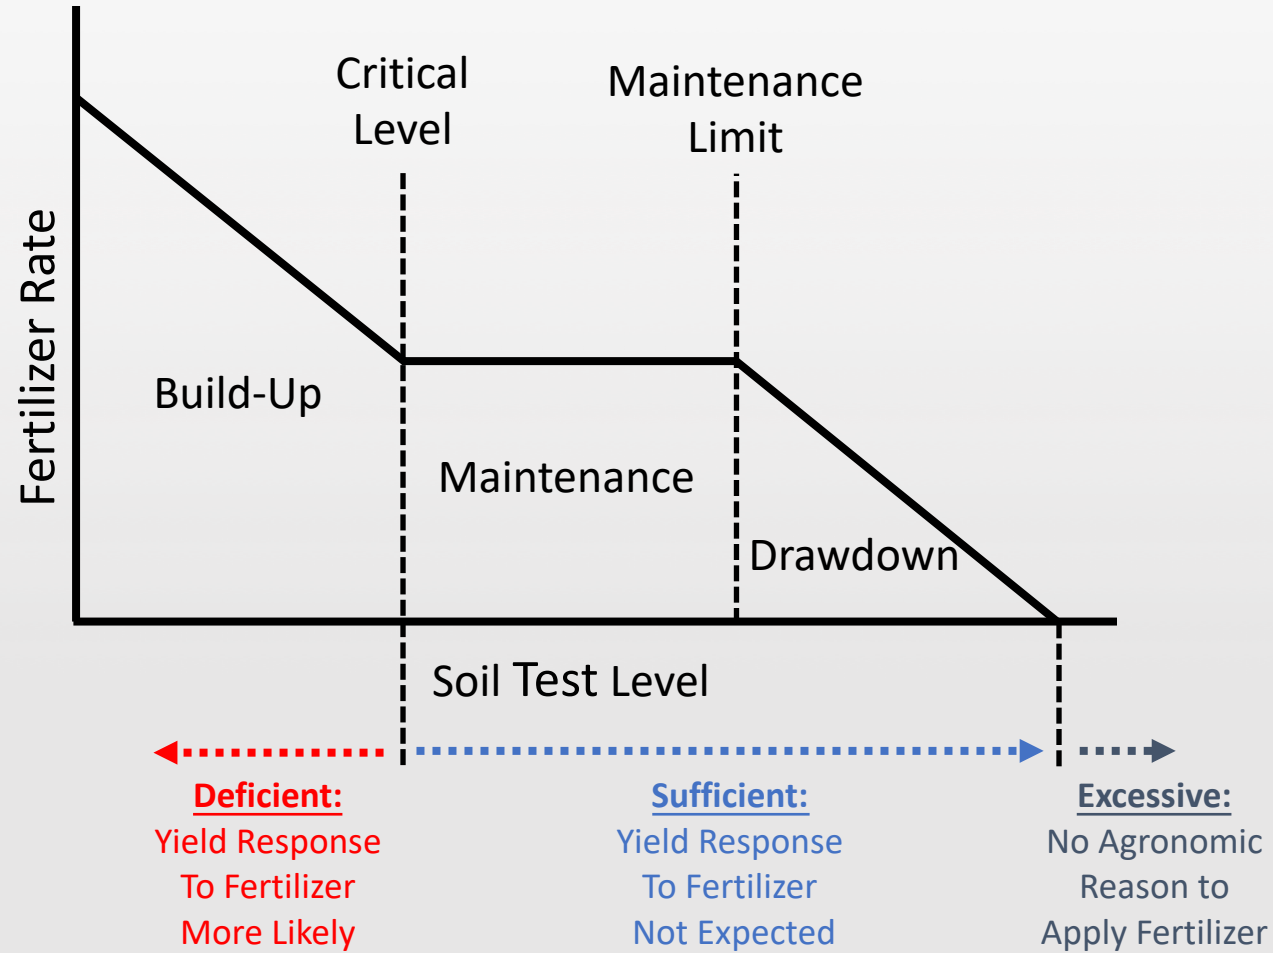 Critical
Level
Maintenance
Limit
Fertilizer Rate
Build-Up
Maintenance
Drawdown
Soil Test Level
Deficient:
Yield Response
To Fertilizer
More Likely
Sufficient:
Yield Response
To Fertilizer
Not Expected
Excessive:
No Agronomic
Reason to
Apply Fertilizer